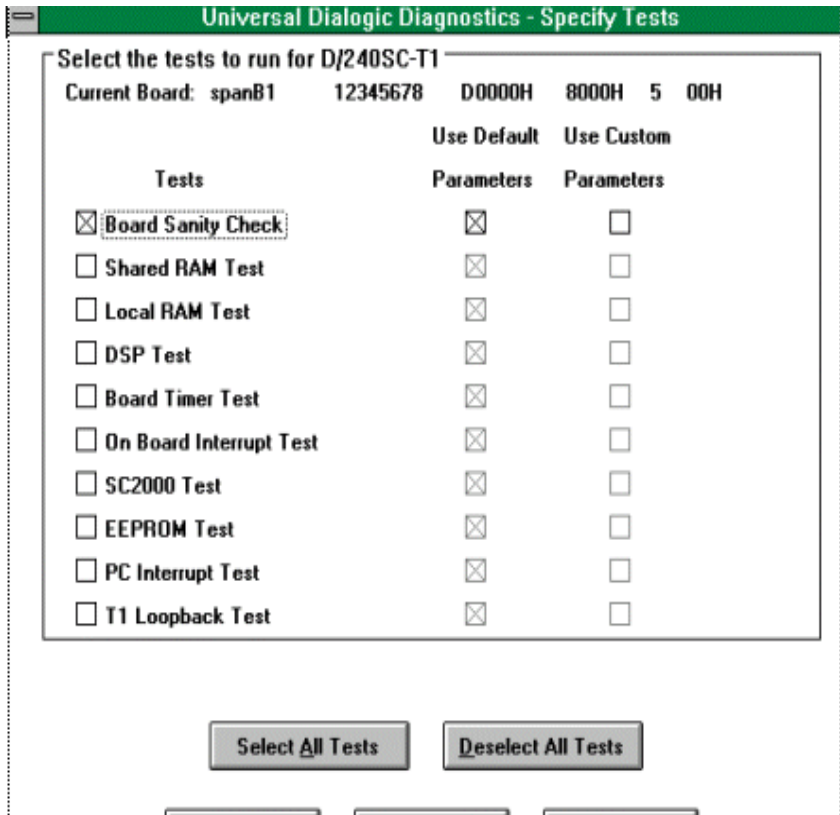 Universal Dialogic Diagnostics - Specify Tests
Select the tests to run for D/240SC-T1
Current Board: spanB1 12345678 D0000H 8000H 5 00H
Use Default Use Custom
Tests Parameters Parameters
Board Sanity Check
Shared RAM Test
Local RAM Test
DSP Test
Board Timer Test
On Board Interrupt Test
SC2000 Test
EEPROM Test
PC Interrupt Test
T1 Loopback Test
Select All Tests Deselect All Tests